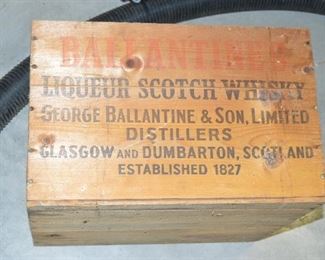 BALLANTINE'S
LIQUEUR SCOTCH WHISKY
GEORGE BALLANTINE & SON, LIMITED
DISTILLERS
GLASGOW AND DUMBARTON, SCOTLAND
ESTABLISHED 1827